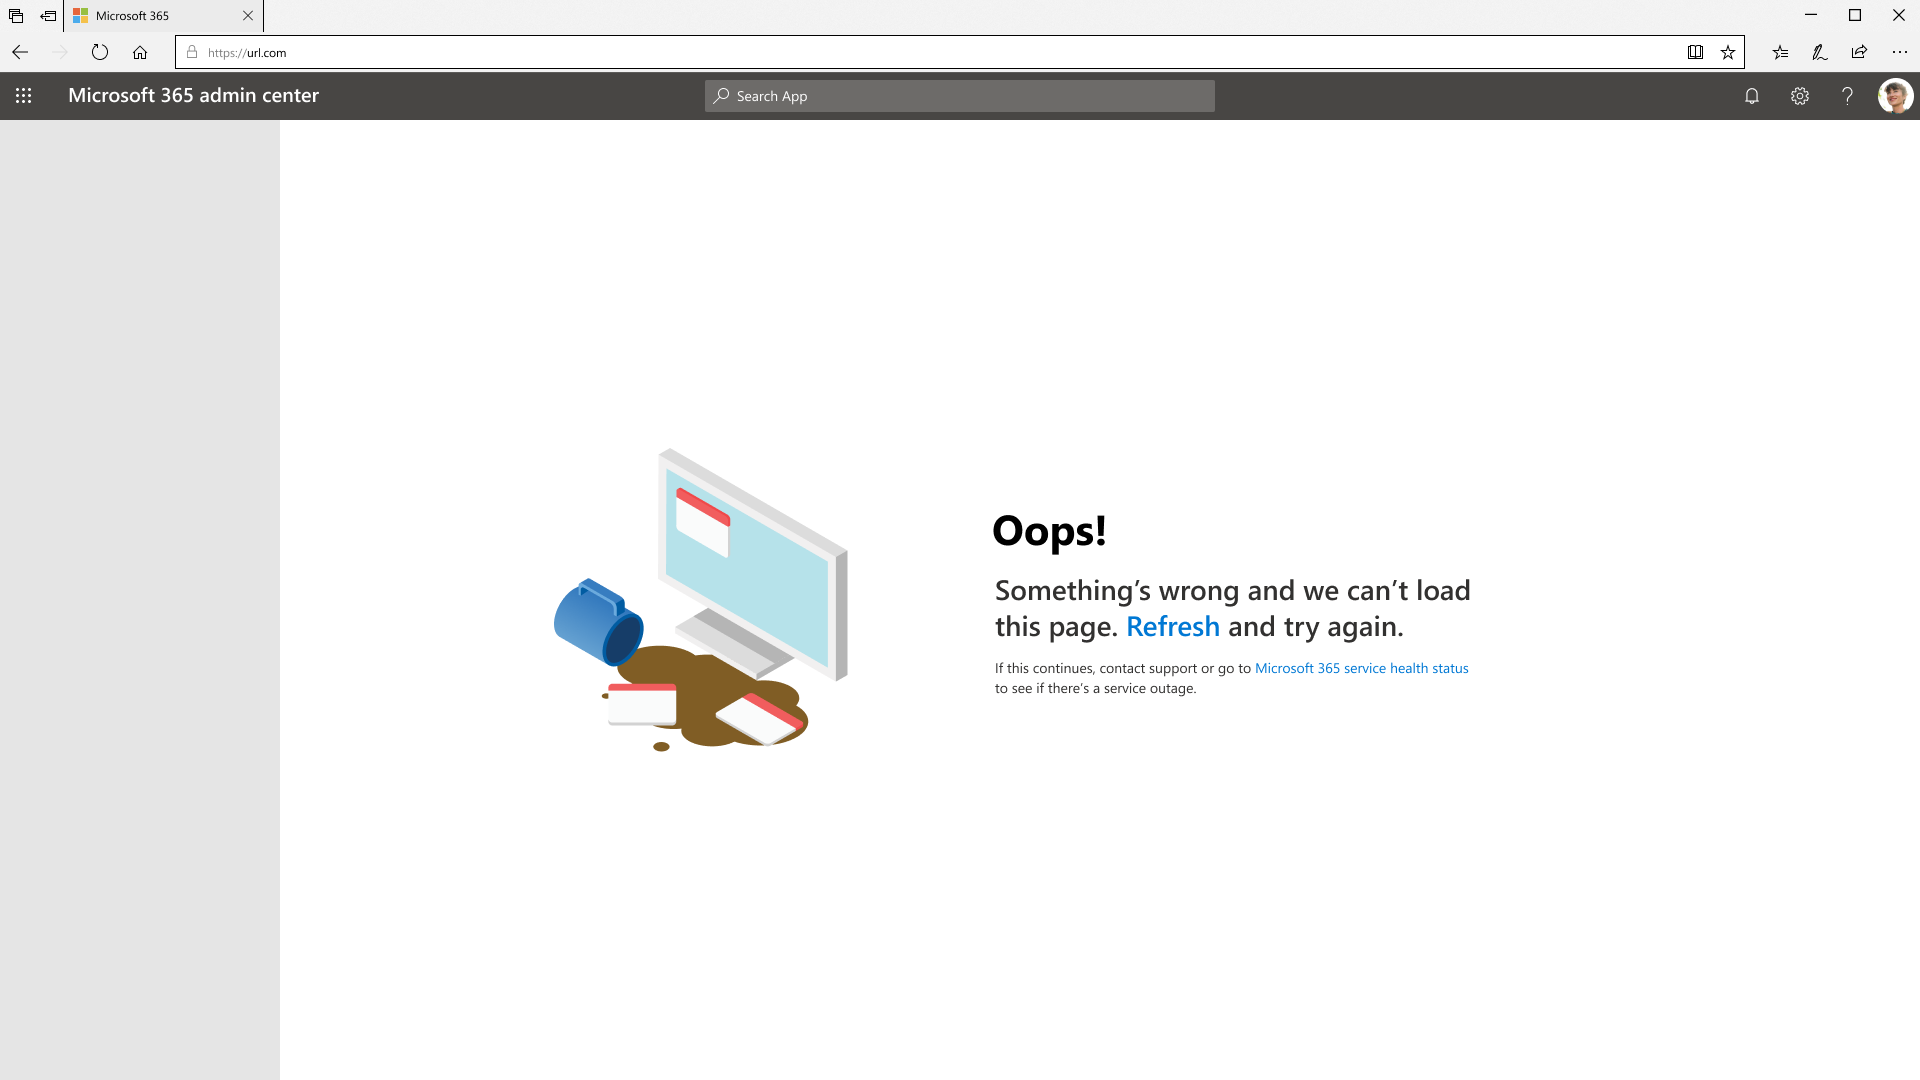 Microsoft 365
https://url.com
Microsoft 365 admin center
Search App
Oops!
Something’s wrong and we can’t load
this page. Refresh and try again.
If this continues, contact support or go to Microsoft 365 service health status
to see if there’s a service outage.